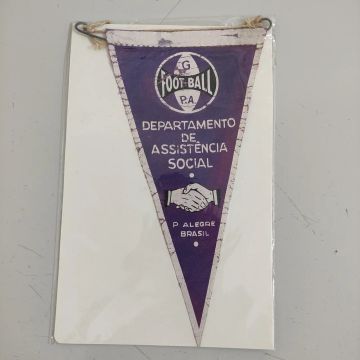 G
FOOT-BALL
P.A
DEPARTAMENTO
DE
ASSISTÊNCIA
SOCIAL
P. ALEGRE
BRASIL